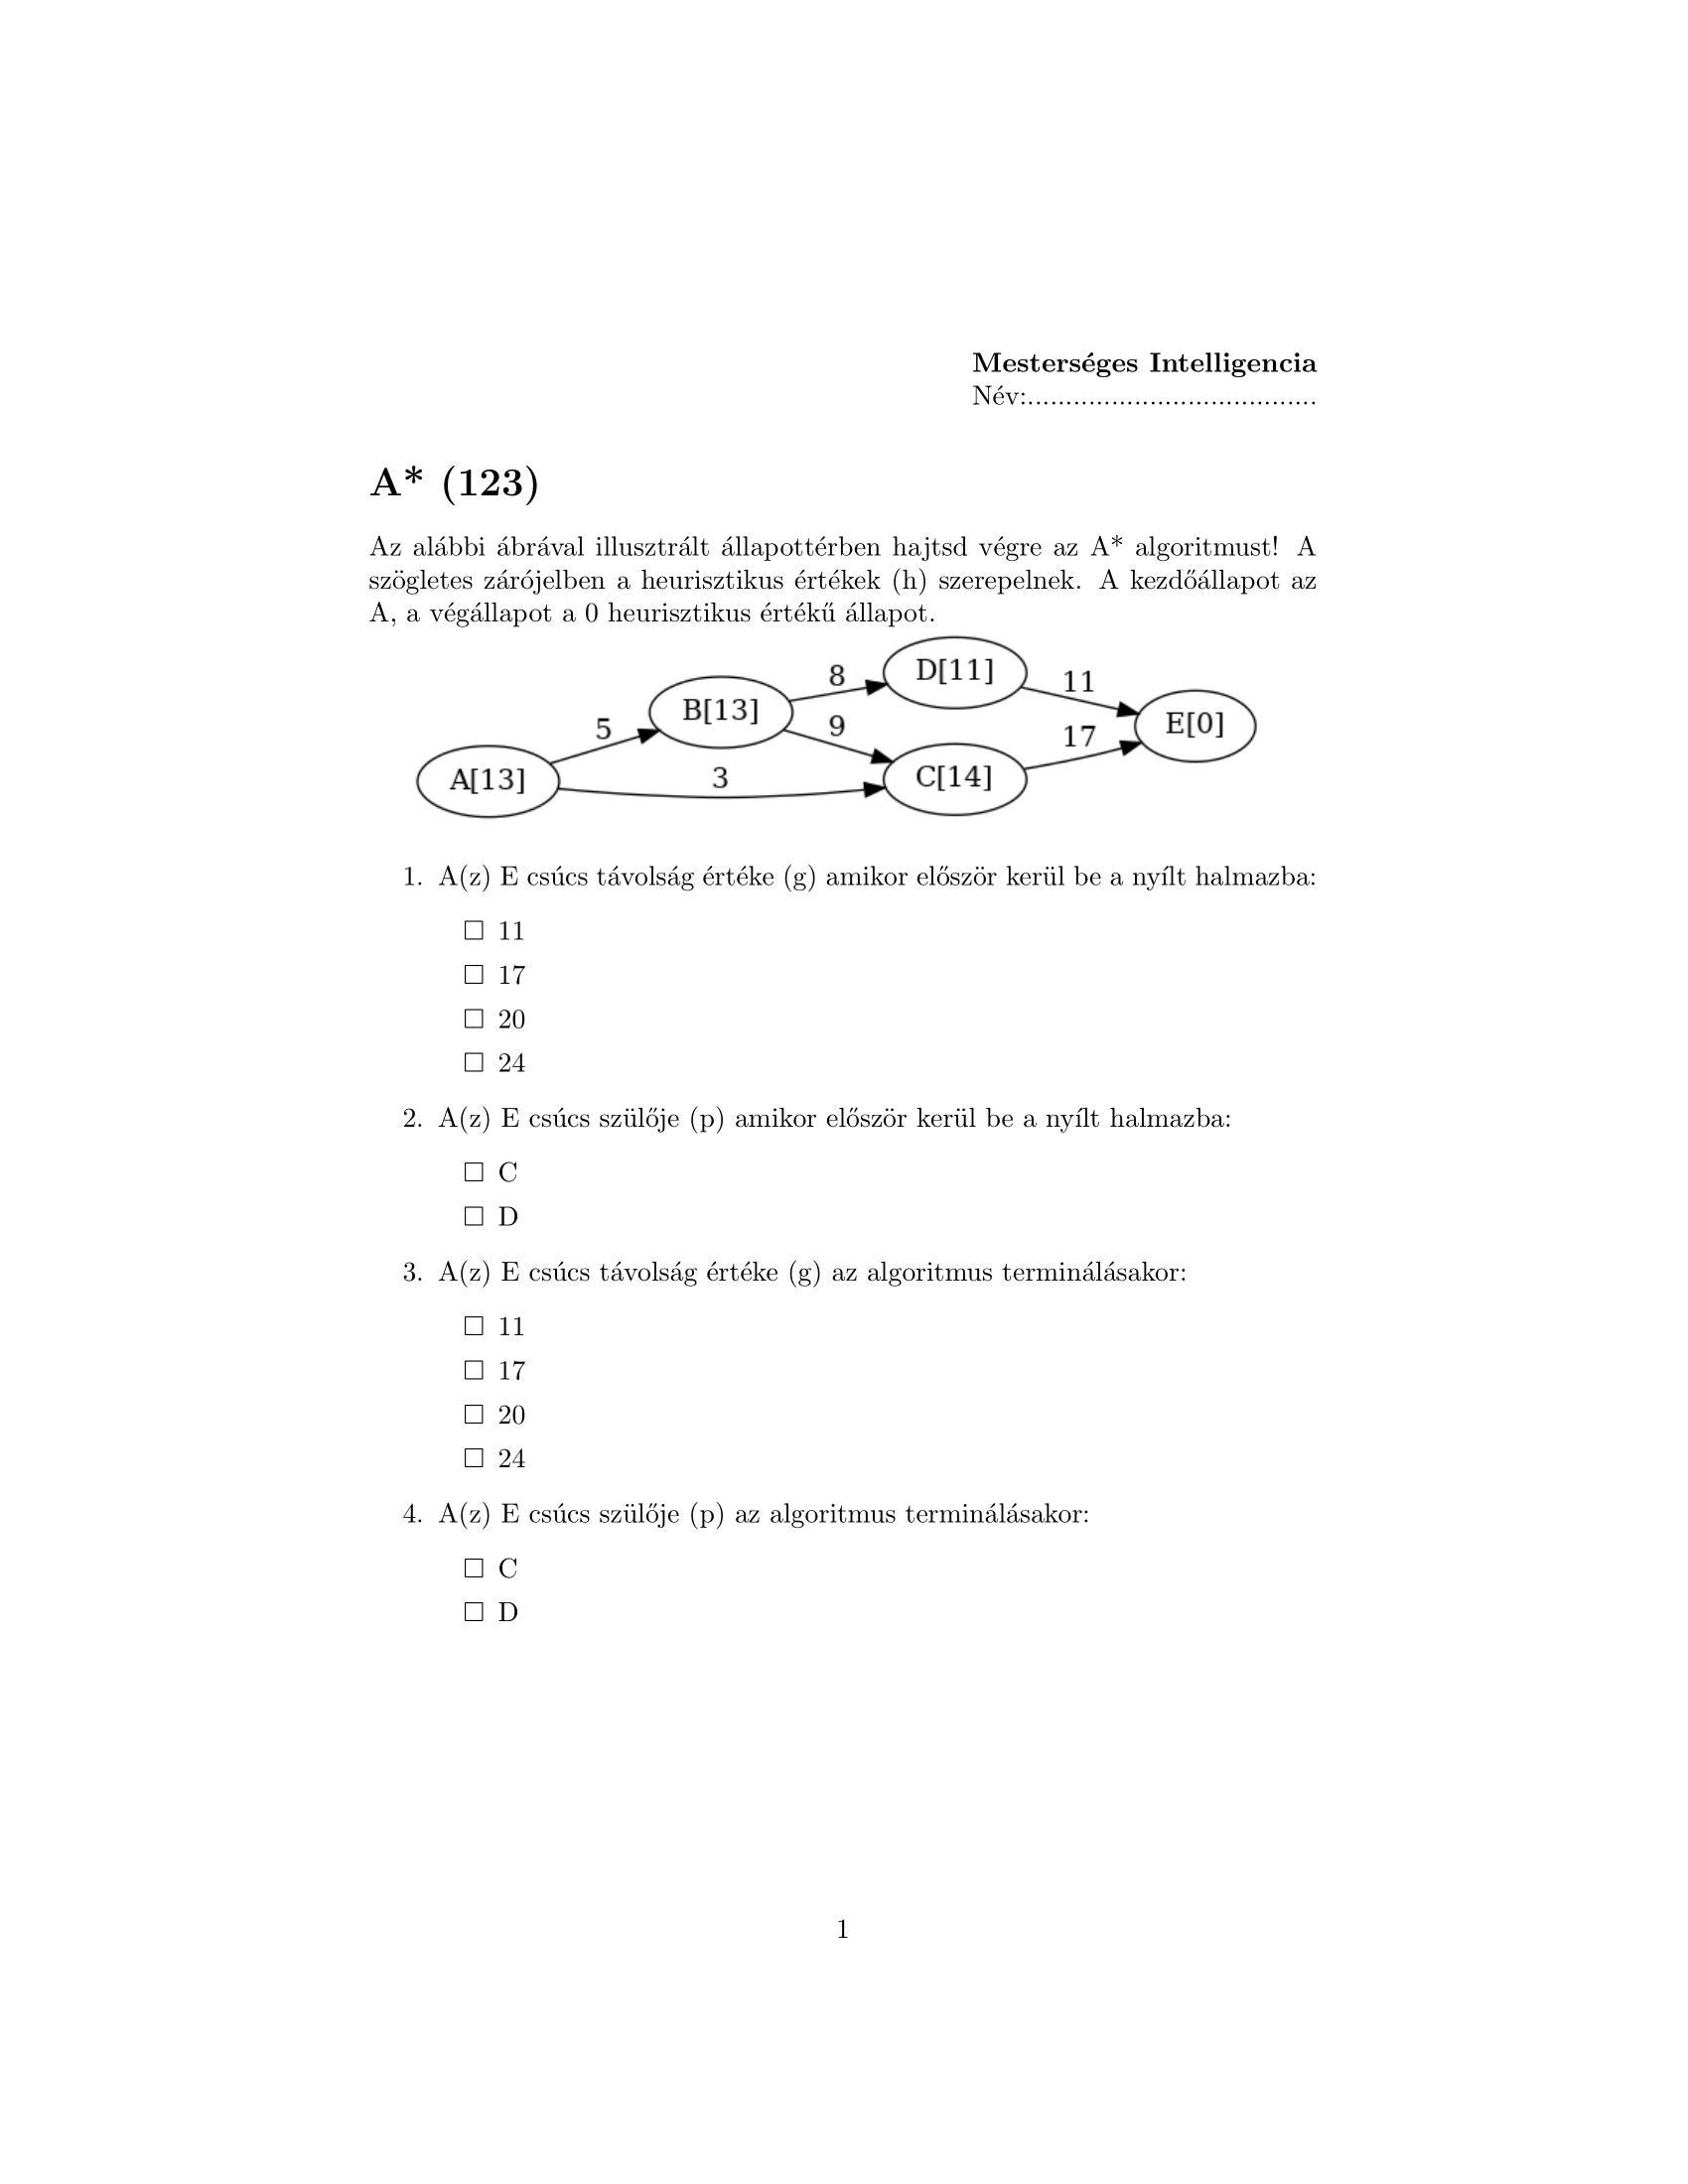 Mesterséges Intelligencia
Név:......................................
A* (123)
Az alábbi ábrával illusztrált állapottérben hajtsd végre az A* algoritmust! A
szögletes zárójelben a heurisztikus értékek (h) szerepelnek. A kezdőállapot az
A, a végállapot a 0 heurisztikus értékű állapot.
D[11]
8
11
B[13]
E[0]
5
9
17
A[13]
3
C[14]
1. A(z) E csúcs távolság értéke (g) amikor először kerül be a nyílt halmazba:
☐ 11
☐ 17
☐ 20
☐ 24
2. A(z) E csúcs szülője (p) amikor először kerül be a nyílt halmazba:
☐ C
☐ D
3. A(z) E csúcs távolság értéke (g) az algoritmus terminálásakor:
☐ 11
☐ 17
☐ 20
☐ 24
4. A(z) E csúcs szülője (p) az algoritmus terminálásakor:
☐ C
☐ D
1